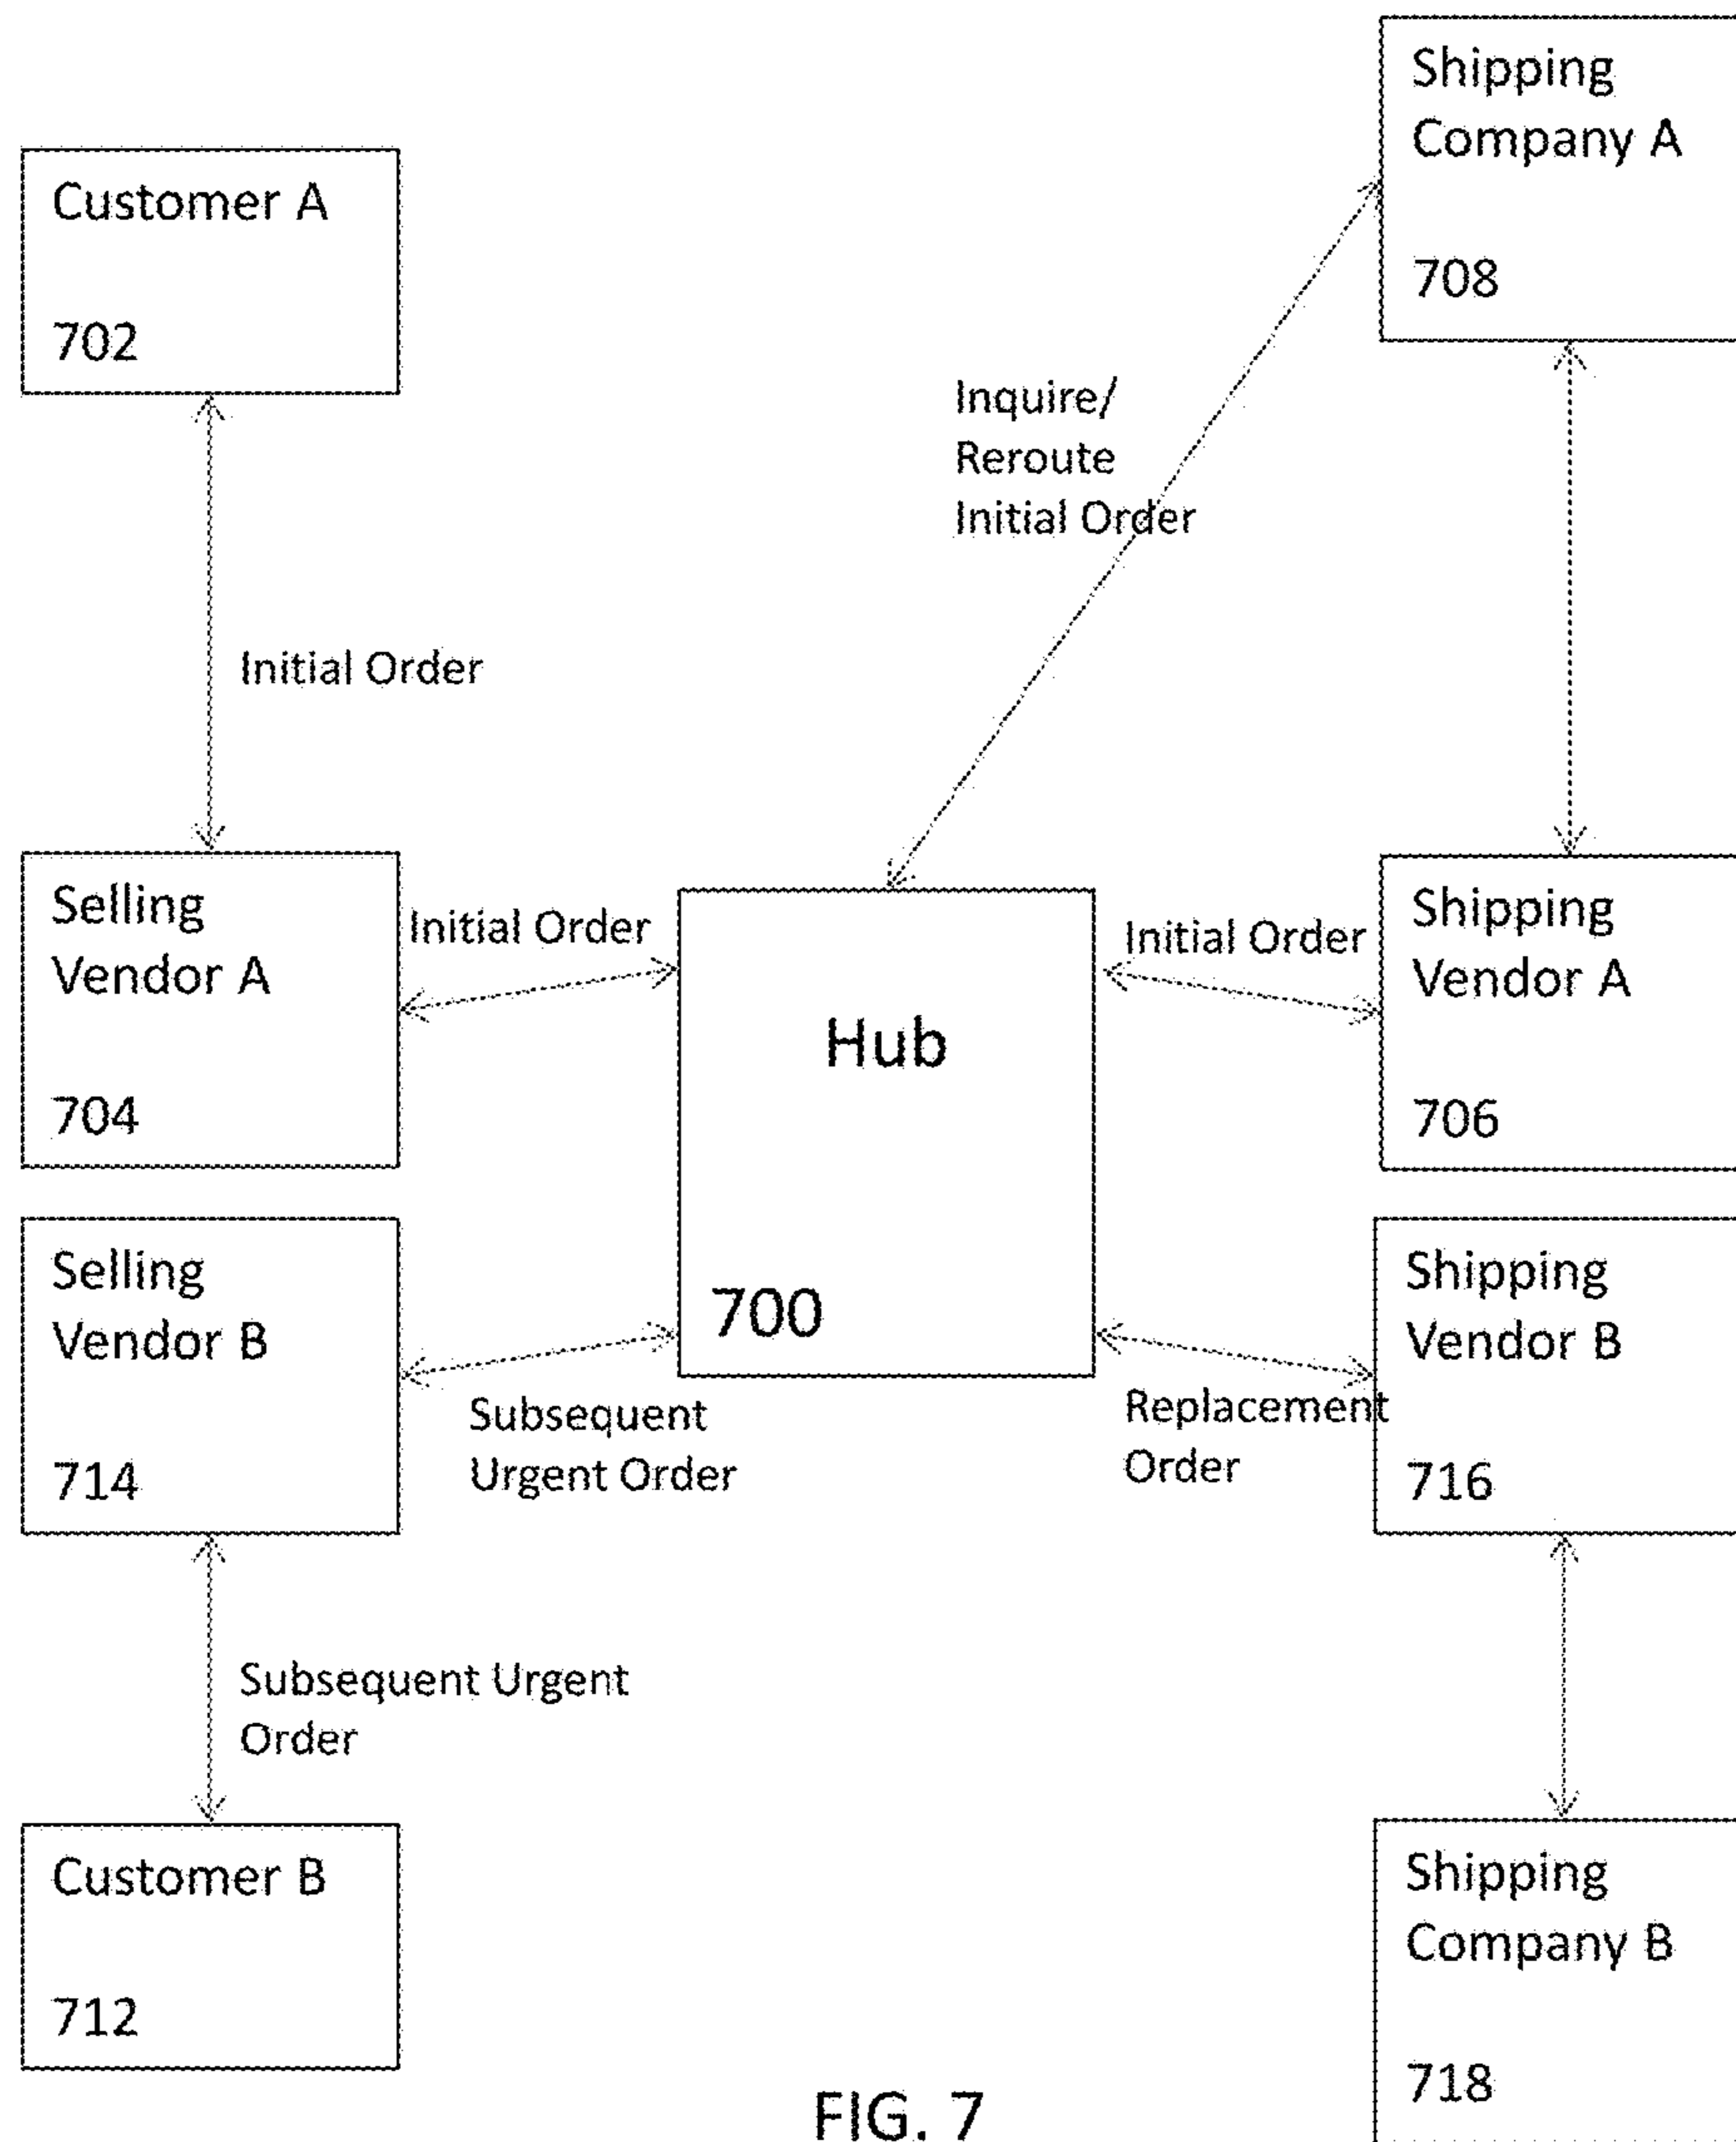 Shipping
Company A
708
Customer A
702
Inquire/
Reroute
Initial Order
Initial Order
Selling
Vendor A
704
Initial Order
Hub
700
Initial Order
Shipping
Vendor A
706
Selling
Vendor B
714
Subsequent
Urgent Order
Replacement
Order
Shipping
Vendor B
716
Subsequent Urgent
Order
Customer B
712
Shipping
Company B
718
FIG. 7